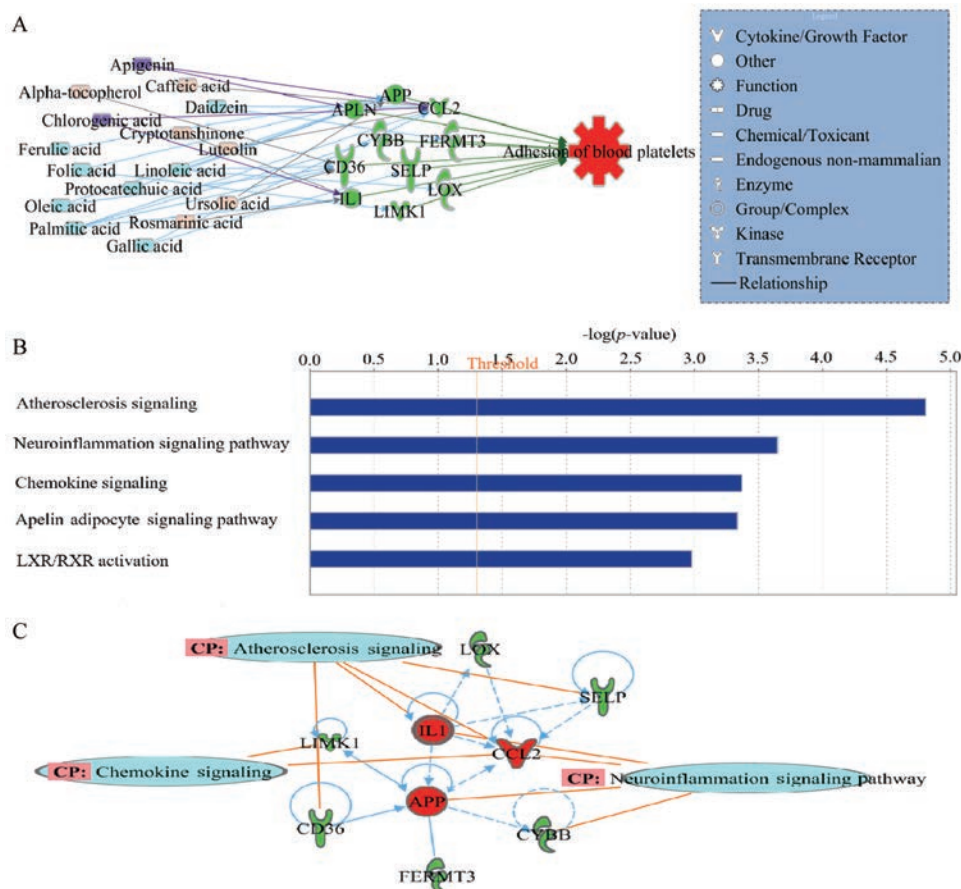 A
Legend
Apigenin
Caffeic acid
Alpha-tocopherol
Daidzein
Chlorogenic acid
Cryptotanshinone
Ferulic acid
Luteolin
Folic acid
Linoleic acid
Protocatechuic acid
Oleic acid
Ursolic acid
Palmitic acid
Rosmarinic acid
Gallic acid
APP
APLN
CCL2
CYBB
FERMT3
CD36
SELP
IL1
LOX
LIMK1
Adhesion of blood platelets
Cytokine/Growth Factor
Other
Function
Drug
Chemical/Toxicant
Endogenous non-mammalian
Enzyme
Group/Complex
Kinase
Transmembrane Receptor
Relationship
B
-log(p-value)
0.0 0.5 1.0 1.5 2.0 2.5 3.0 3.5 4.0 4.5 5.0
Threshold
Atherosclerosis signaling
Neuroinflammation signaling pathway
Chemokine signaling
Apelin adipocyte signaling pathway
LXR/RXR activation
C
CP: Atherosclerosis signaling
LOX
SELP
IL1
LIMK1
CCL2
CP: Chemokine signaling
CP: Neuroinflammation signaling pathway
APP
CD36
CYBB
FERMT3